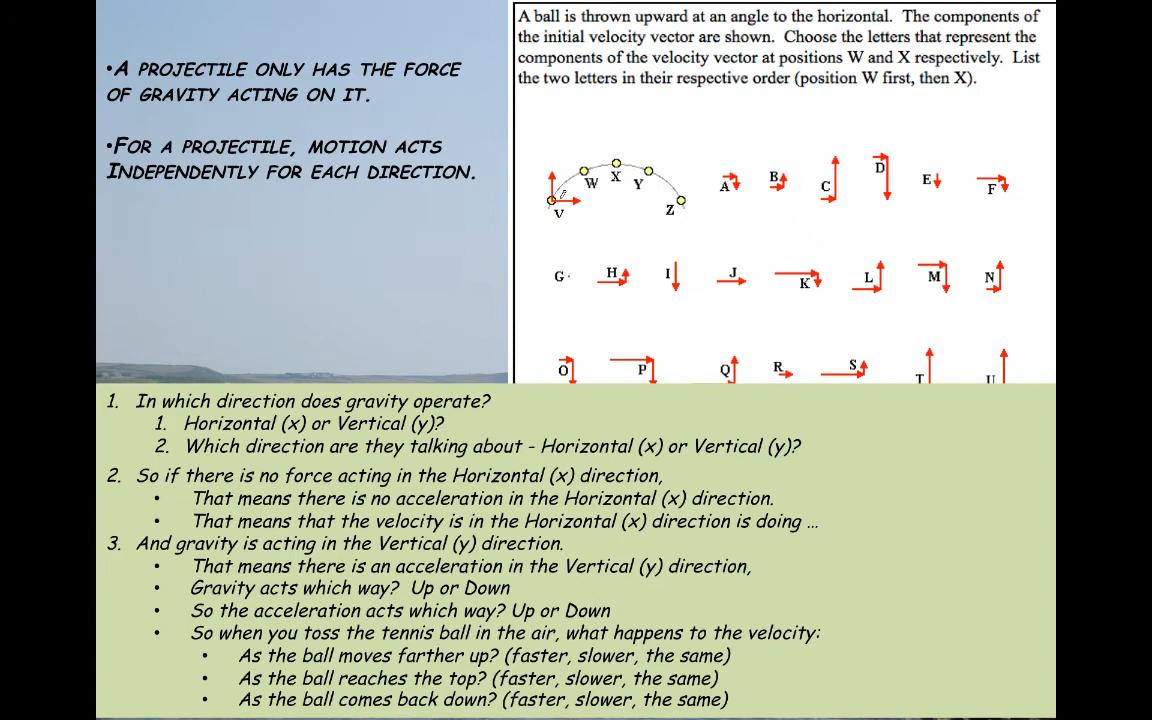 •A PROJECTILE ONLY HAS THE FORCE
OF GRAVITY ACTING ON IT.
•FOR A PROJECTILE, MOTION ACTS
INDEPENDENTLY FOR EACH DIRECTION.
A ball is thrown upward at an angle to the horizontal. The components of
the initial velocity vector are shown. Choose the letters that represent the
components of the velocity vector at positions W and X respectively. List
the two letters in their respective order (position W first, then X).
V W X Y Z A B C D E F
G H I J K L M N
O P Q R S T U
1. In which direction does gravity operate?
1. Horizontal (x) or Vertical (y)?
2. Which direction are they talking about - Horizontal (x) or Vertical (y)?
2. So if there is no force acting in the Horizontal (x) direction,
• That means there is no acceleration in the Horizontal (x) direction.
• That means that the velocity is in the Horizontal (x) direction is doing …
3. And gravity is acting in the Vertical (y) direction.
• That means there is an acceleration in the Vertical (y) direction,
• Gravity acts which way? Up or Down
• So the acceleration acts which way? Up or Down
• So when you toss the tennis ball in the air, what happens to the velocity:
• As the ball moves farther up? (faster, slower, the same)
• As the ball reaches the top? (faster, slower, the same)
• As the ball comes back down? (faster, slower, the same)